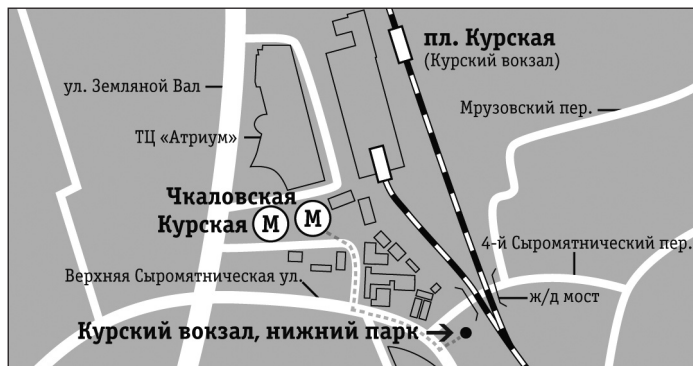 пл. Курская
(Курский вокзал)
ул. Земляной Вал
Мрузовский пер.
ТЦ «Атриум»
Чкаловская
Курская М М
4-й Сыромятнический пер.
Верхняя Сыромятническая ул.
ж/д мост
Курский вокзал, нижний парк